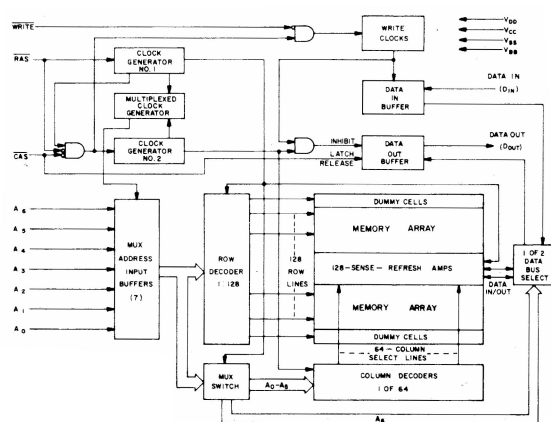 WRITE
RAS
CAS
CLOCK
GENERATOR
NO. 1
MULTIPLEXED
CLOCK
GENERATOR
CLOCK
GENERATOR
NO. 2
WRITE
CLOCKS
VDD
VCC
VSS
VBB
DATA
IN
BUFFER
DATA IN
(DIN)
INHIBIT
LATCH
RELEASE
DATA
OUT
BUFFER
DATA OUT
(DOUT)
A6
A5
A4
A3
A2
A1
A0
MUX
ADDRESS
INPUT
BUFFERS
(7)
ROW
DECODER
1 128
128
ROW
LINES
DUMMY CELLS
MEMORY ARRAY
128-SENSE-REFRESH AMPS
MEMORY ARRAY
DUMMY CELLS
DATA
IN/OUT
1 OF 2
DATA
BUS
SELECT
64-COLUMN
SELECT LINES
MUX
SWITCH
COLUMN DECODERS
1 OF 64